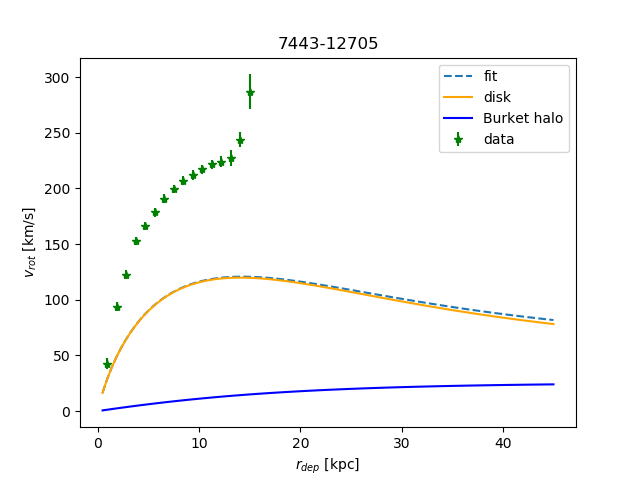 7443-12705
300
250
200
150
100
50
0
v_rot [km/s]
fit
disk
Burket halo
data
0 10 20 30 40
r_dep [kpc]